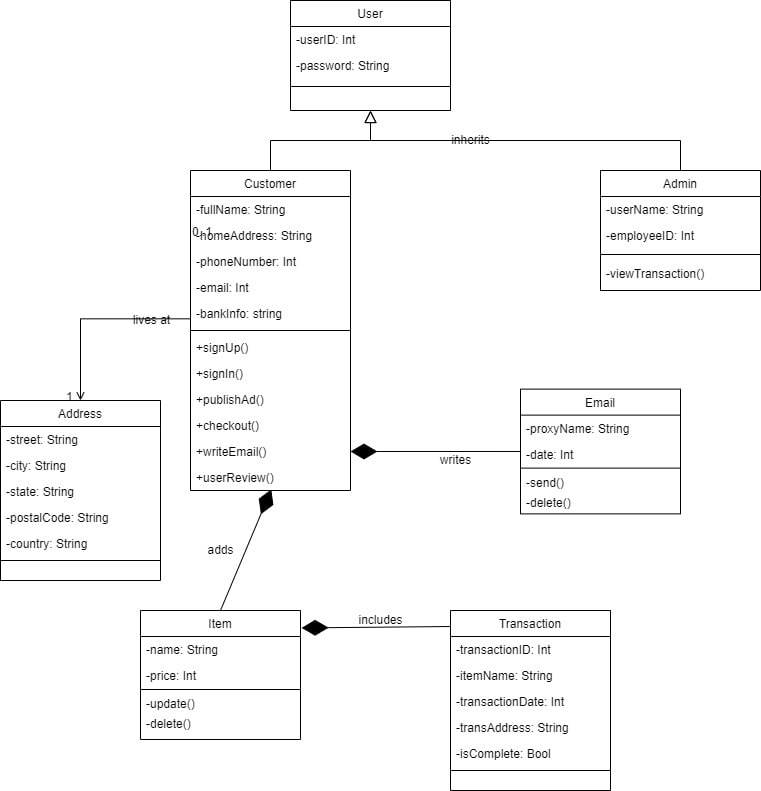 User
-userID: Int
-password: String
inherits
Customer
-fullName: String
-homeAddress: String
0..1
-phoneNumber: Int
-email: Int
-bankInfo: string
+signUp()
+signIn()
+publishAd()
+checkout()
+writeEmail()
+userReview()
Admin
-userName: String
-employeeID: Int
-viewTransaction()
lives at
1
Address
-street: String
-city: String
-state: String
-postalCode: String
-country: String
writes
Email
-proxyName: String
-date: Int
-send()
-delete()
adds
Item
-name: String
-price: Int
-update()
-delete()
includes
Transaction
-transactionID: Int
-itemName: String
-transactionDate: Int
-transAddress: String
-isComplete: Bool